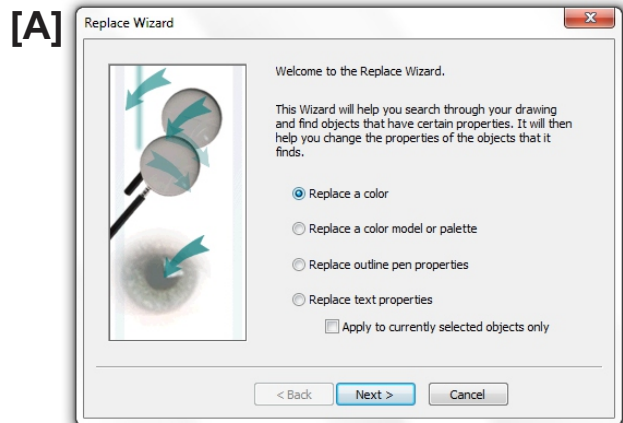 [A]
Replace Wizard
Welcome to the Replace Wizard.
This Wizard will help you search through your drawing
and find objects that have certain properties. It will then
help you change the properties of the objects that it
finds.
Replace a color
Replace a color model or palette
Replace outline pen properties
Replace text properties
Apply to currently selected objects only
< Back
Next >
Cancel